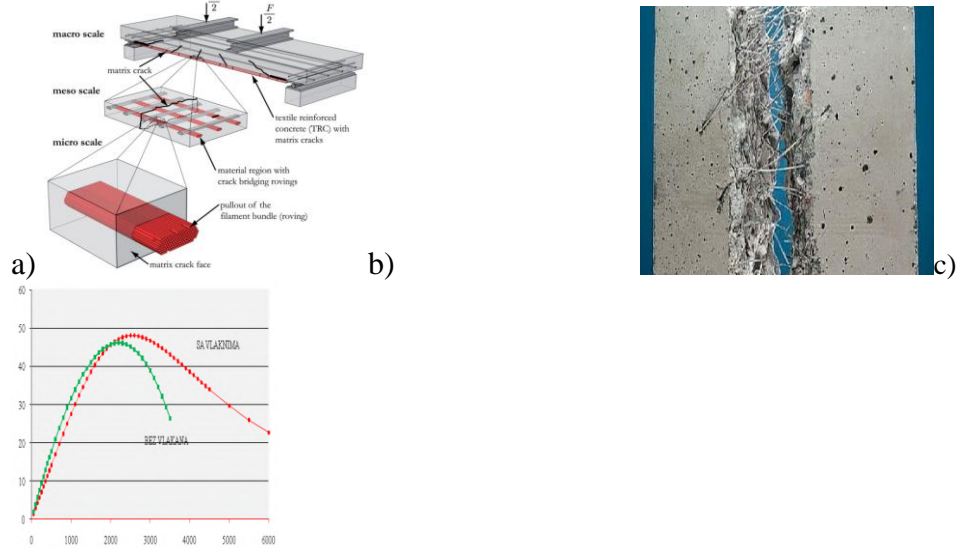 2
F
2
macro scale
matrix crack
meso scale
textile reinforced
concrete (TRC) with
matrix cracks
micro scale
material region with
crack bridging rovings
pullout of the
filament bundle (roving)
matrix crack face
a)
b)
c)
60
50
40
30
20
10
0
SA VLAKNIMA
BEZ VLAKANA
0 1000 2000 3000 4000 5000 6000